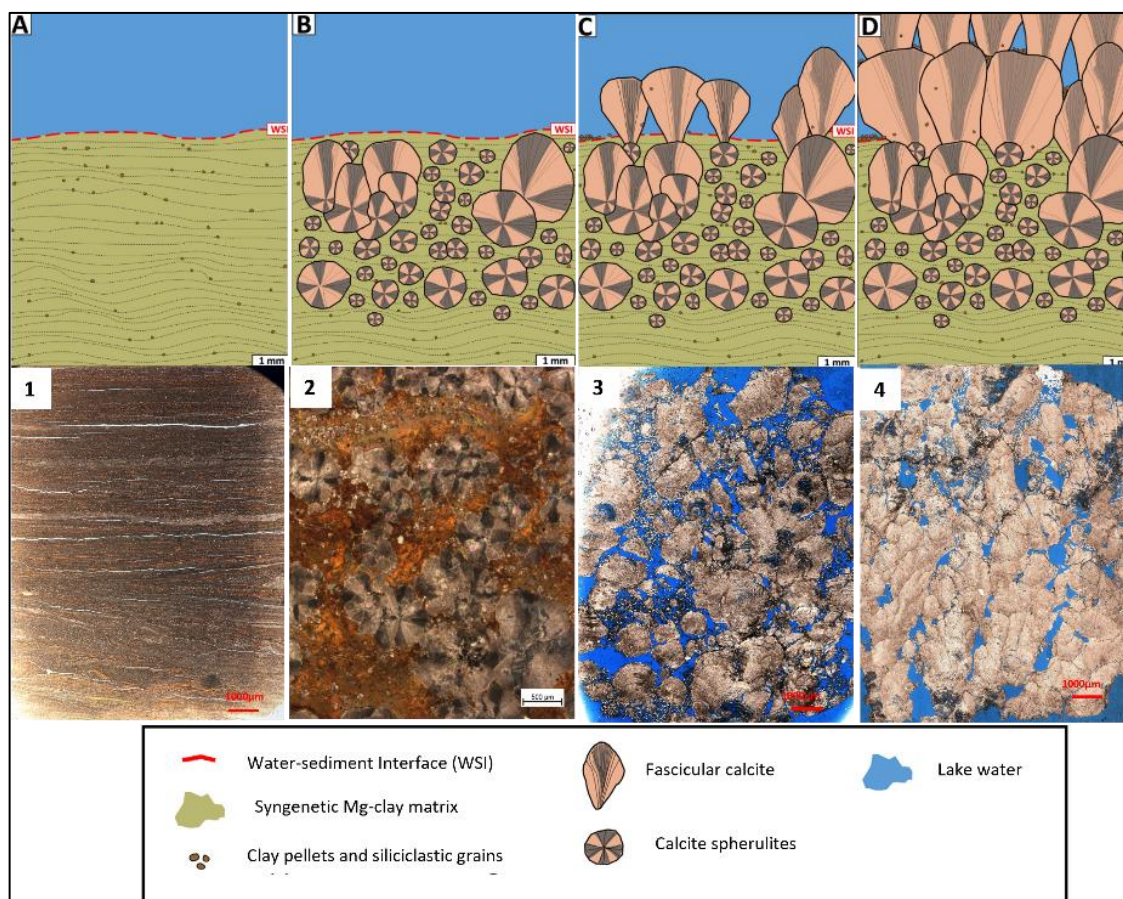 A
B
C
D
WSI
WSI
WSI
WSI
1 mm
1 mm
1 mm
1 mm
1
2
3
4
1000µm
500 µm
1000µm
1000µm
Water-sediment Interface (WSI)
Fascicular calcite
Lake water
Syngenetic Mg-clay matrix
Calcite spherulites
Clay pellets and siliciclastic grains